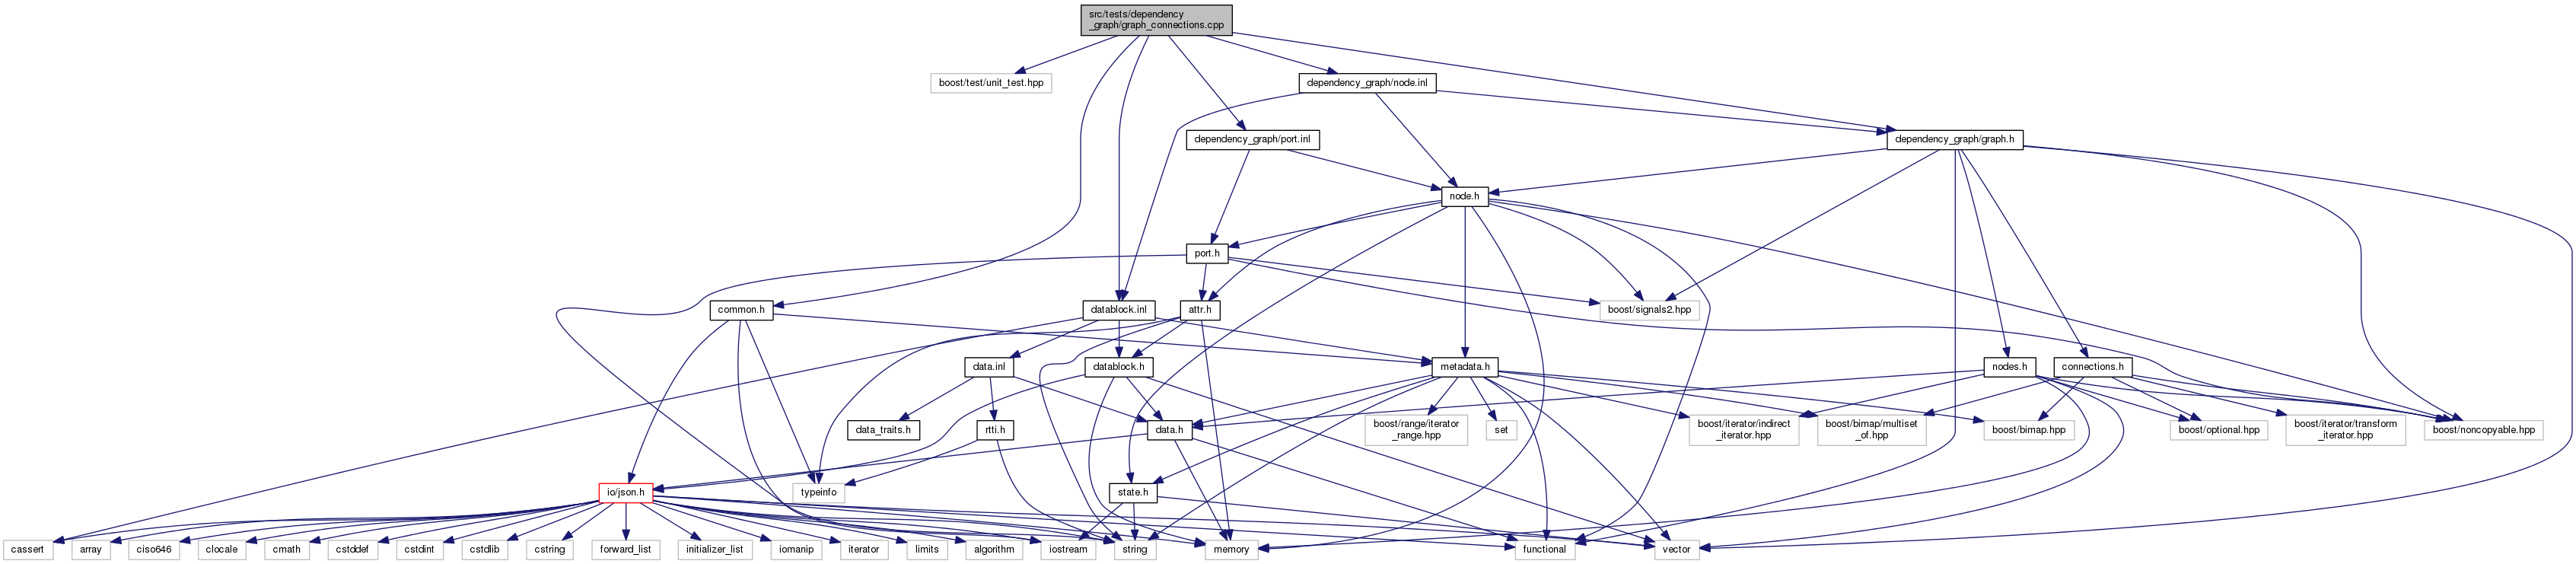 src/tests/dependency
_graph/graph_connections.cpp
boost/test/unit_test.hpp
dependency_graph/node.inl
dependency_graph/port.inl
dependency_graph/graph.h
node.h
port.h
common.h
datablock.inl
attr.h
boost/signals2.hpp
data.inl
datablock.h
metadata.h
nodes.h
connections.h
data_traits.h
rtti.h
data.h
boost/range/iterator
_range.hpp
set
boost/iterator/indirect
_iterator.hpp
boost/bimap/multiset
_of.hpp
boost/bimap.hpp
boost/optional.hpp
boost/iterator/transform
_iterator.hpp
boost/noncopyable.hpp
io/json.h
typeinfo
state.h
cassert
array
ciso646
clocale
cmath
cstddef
cstdint
cstdlib
cstring
forward_list
initializer_list
iomanip
iterator
limits
algorithm
iostream
string
memory
functional
vector